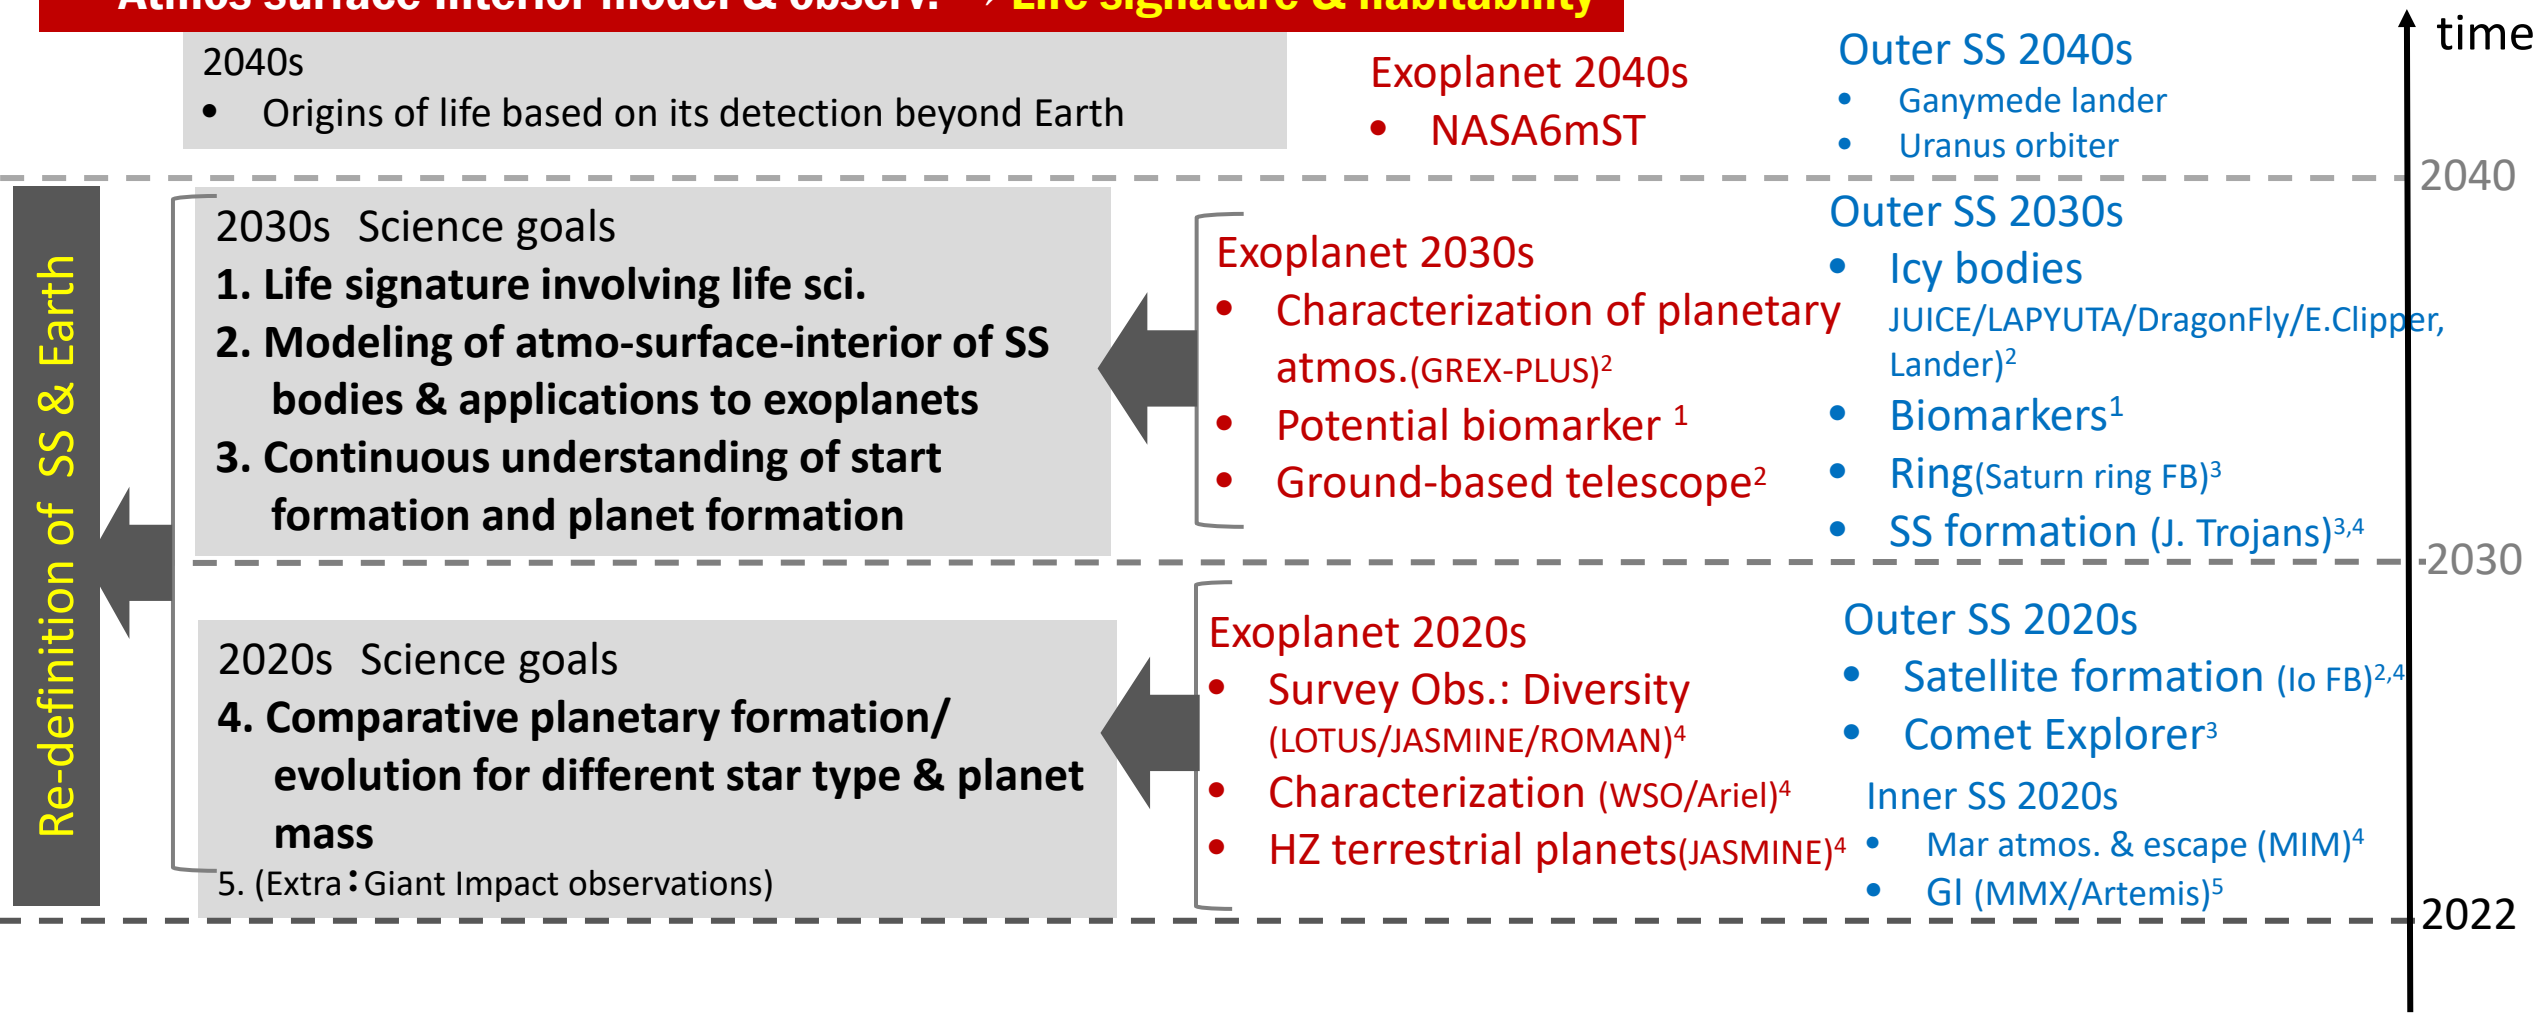 Atmos surface interior model & observ. → Life signature & habitability
time
2040s
• Origins of life based on its detection beyond Earth
Exoplanet 2040s
• NASA6mST
Outer SS 2040s
• Ganymede lander
• Uranus orbiter
2040
Re-definition of SS & Earth
2030s Science goals
1. Life signature involving life sci.
2. Modeling of atmo-surface-interior of SS
bodies & applications to exoplanets
3. Continuous understanding of start
formation and planet formation
Exoplanet 2030s
• Characterization of planetary
atmos.(GREX-PLUS)2
• Potential biomarker 1
• Ground-based telescope2
Outer SS 2030s
• Icy bodies
JUICE/LAPYUTA/DragonFly/E.Clipper,
Lander)2
• Biomarkers1
• Ring(Saturn ring FB)3
• SS formation (J. Trojans)3,4
2030
2020s Science goals
4. Comparative planetary formation/
evolution for different star type & planet
mass
5. (Extra：Giant Impact observations)
Exoplanet 2020s
• Survey Obs.: Diversity
(LOTUS/JASMINE/ROMAN)4
• Characterization (WSO/Ariel)4
• HZ terrestrial planets(JASMINE)4
Outer SS 2020s
• Satellite formation (Io FB)2,4
• Comet Explorer3
Inner SS 2020s
• Mar atmos. & escape (MIM)4
• GI (MMX/Artemis)5
2022